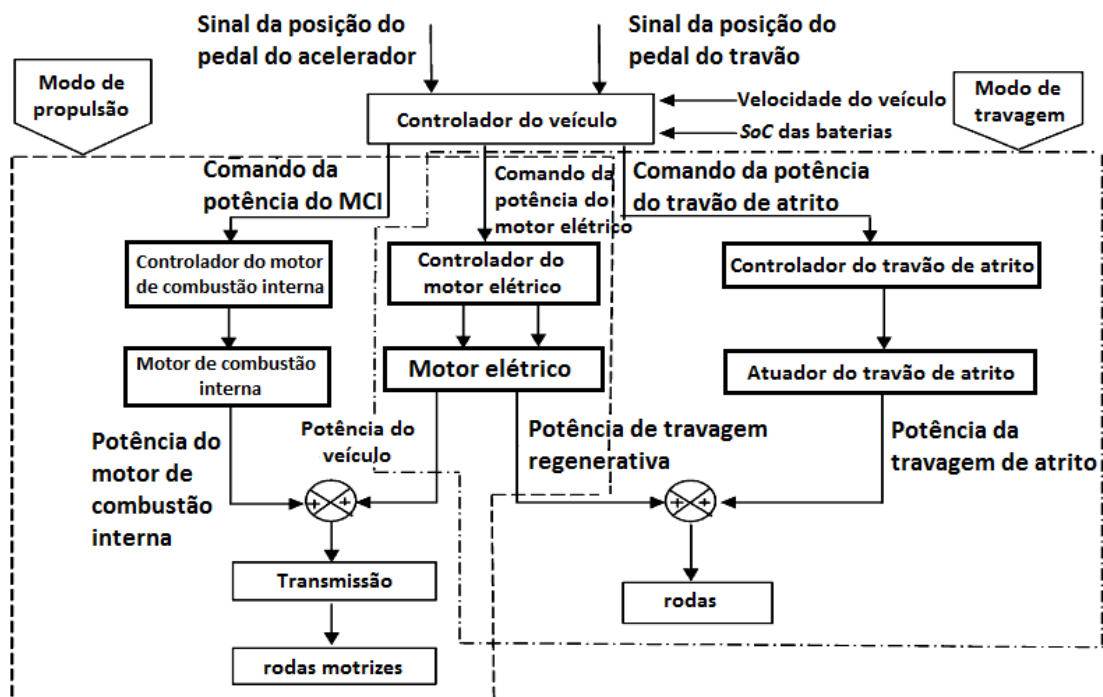 Sinal da posição do
pedal do acelerador
Sinal da posição do
pedal do travão
Modo de
propulsão
Modo de
travagem
Controlador do veículo
Velocidade do veículo
SoC das baterias
Comando da
potência do MCI
Comando da
potência do
motor elétrico
Comando da potência
do travão de atrito
Controlador do motor
de combustão interna
Controlador do
motor elétrico
Controlador do travão de atrito
Motor de combustão
interna
Motor elétrico
Atuador do travão de atrito
Potência do
motor de
combustão
interna
Potência do
veículo
Potência de travagem
regenerativa
Potência da
travagem de atrito
+ +
+ +
Transmissão
rodas
rodas motrizes